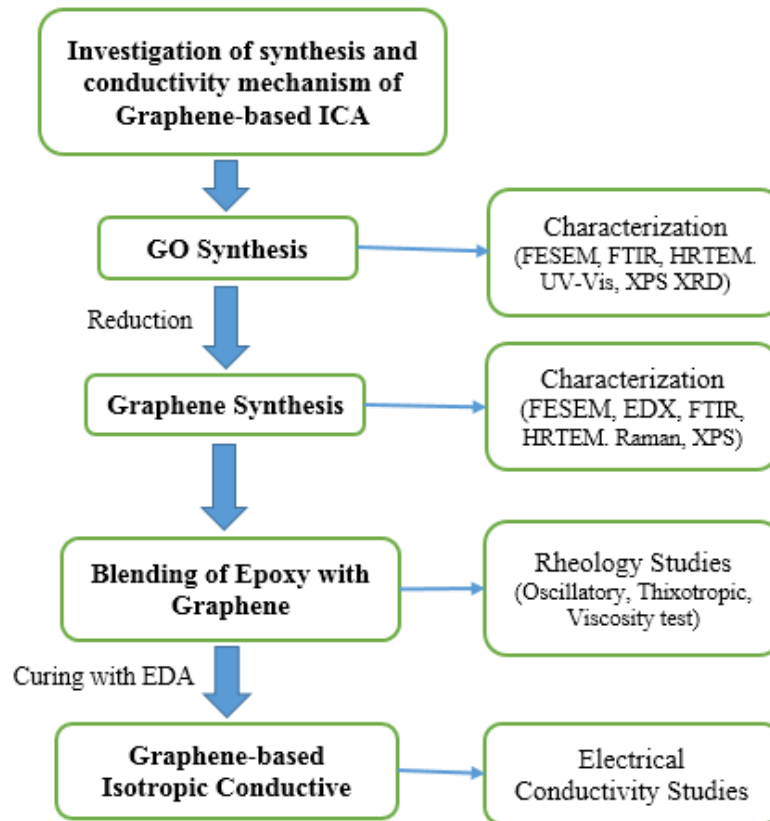 Investigation of synthesis and
conductivity mechanism of
Graphene-based ICA
GO Synthesis
Characterization
(FESEM, FTIR, HRTEM.
UV-Vis, XPS XRD)
Reduction
Graphene Synthesis
Characterization
(FESEM, EDX, FTIR,
HRTEM. Raman, XPS)
Blending of Epoxy with
Graphene
Rheology Studies
(Oscillatory, Thixotropic,
Viscosity test)
Curing with EDA
Graphene-based
Isotropic Conductive
Electrical
Conductivity Studies